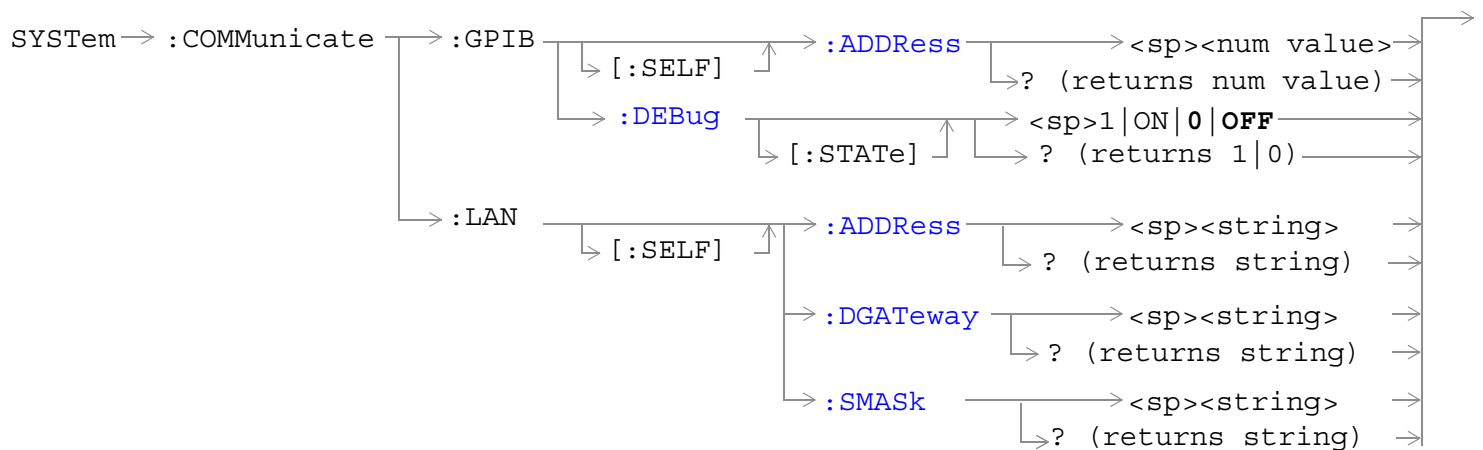 SYSTem :COMMunicate :GPIB :ADDRess <sp><num value>
[:SELF] ? (returns num value)
:DEBug <sp>1|ON|0|OFF
[:STATe] ? (returns 1|0)
:LAN :ADDRess <sp><string>
[:SELF] ? (returns string)
:DGATeway <sp><string>
? (returns string)
:SMASk <sp><string>
? (returns string)